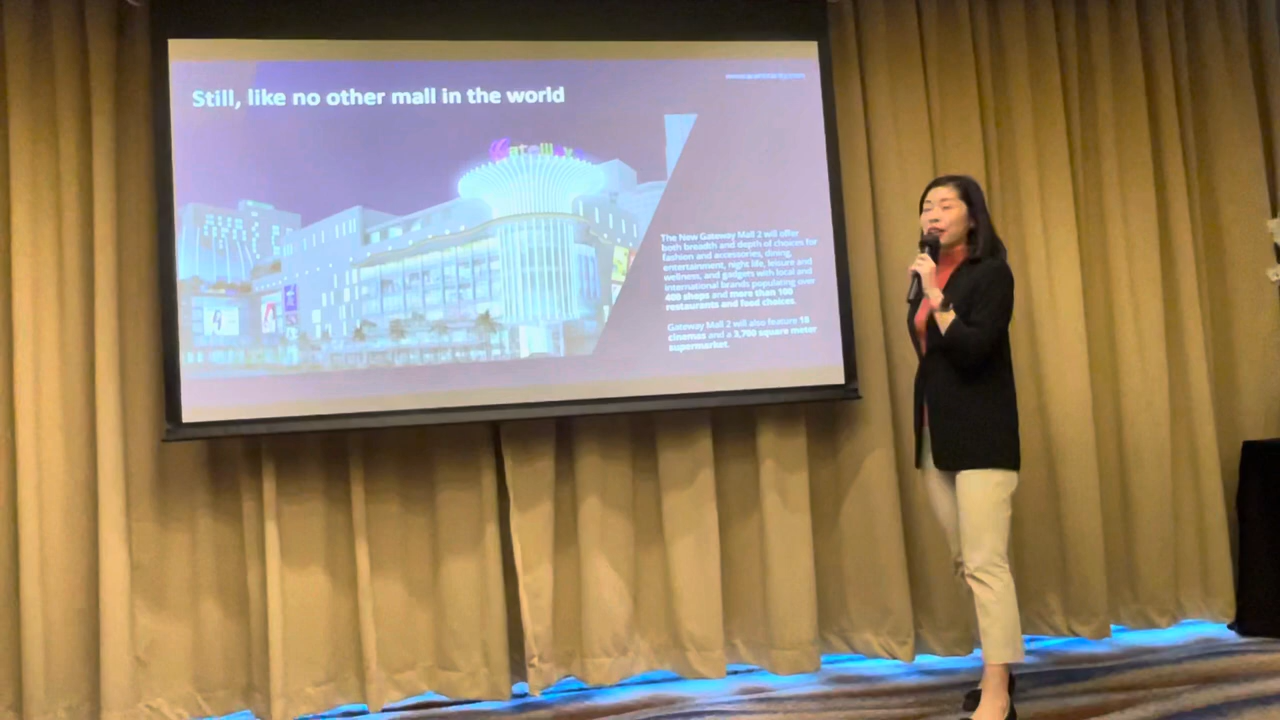 Still, like no other mall in the world
Gateway
The New Gateway Mall 2 will offer
both breadth and depth of choices for
fashion and accessories, dining,
entertainment, night life, leisure and
wellness, and gadgets with local and
international brands populating over
400 shops and more than 100
restaurants and food choices.
Gateway Mall 2 will also feature 18
cinemas and a 3,700 square meter
supermarket.